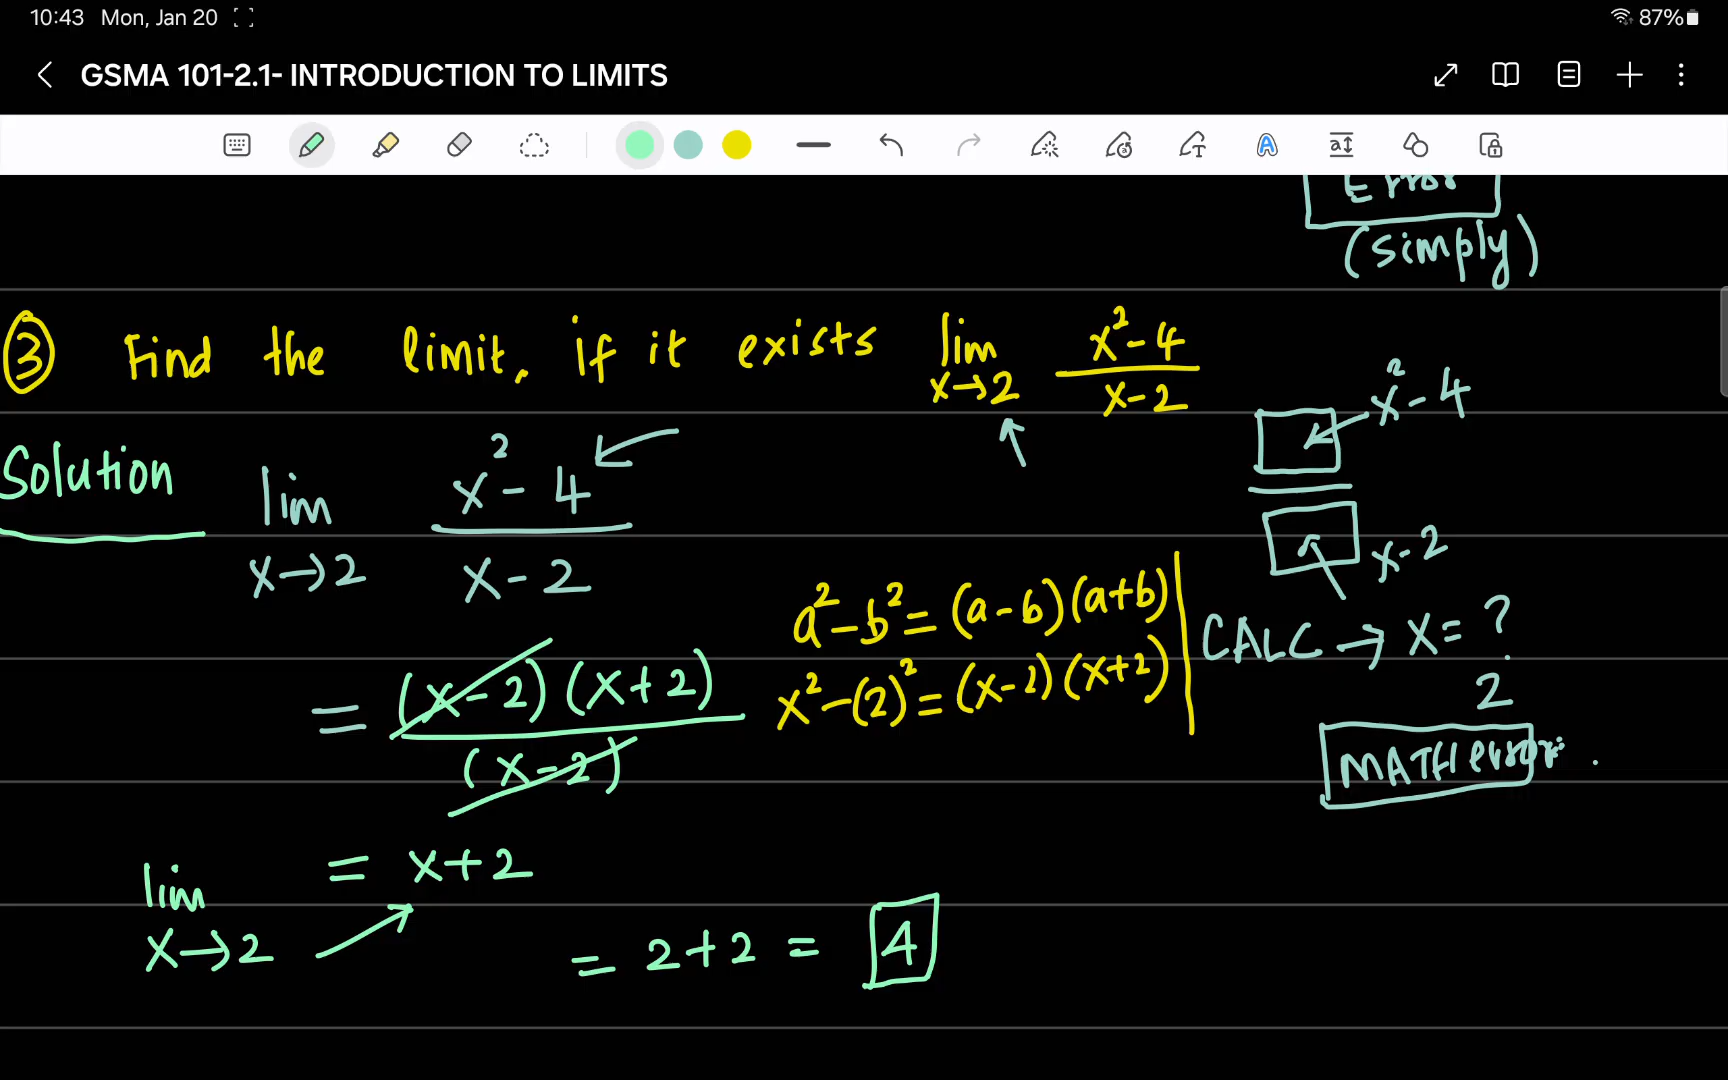 10:43 Mon, Jan 20 87%
GSMA 101-2.1- INTRODUCTION TO LIMITS
Error
(simply)
③ Find the limit, if it exists lim x→2 x²-4 / x-2
x²-4
x-2
Solution lim x→2 x²-4 / x-2
a²-b² = (a-b)(a+b)
x²-(2)² = (x-2)(x+2)
CALC → x= ?
2
MATH error
= (x-2)(x+2) / (x-2)
lim x→2 = x+2
= 2+2 = 4